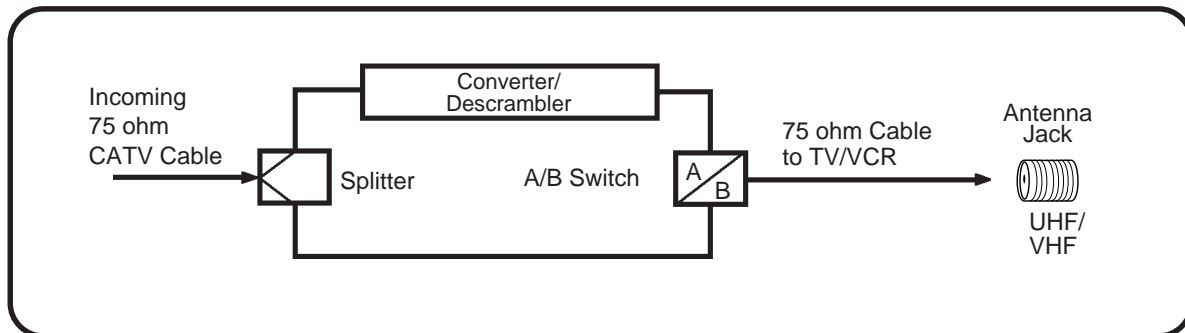 Incoming
75 ohm
CATV Cable
Splitter
Converter/
Descrambler
A/B Switch
A
B
75 ohm Cable
to TV/VCR
Antenna
Jack
UHF/
VHF